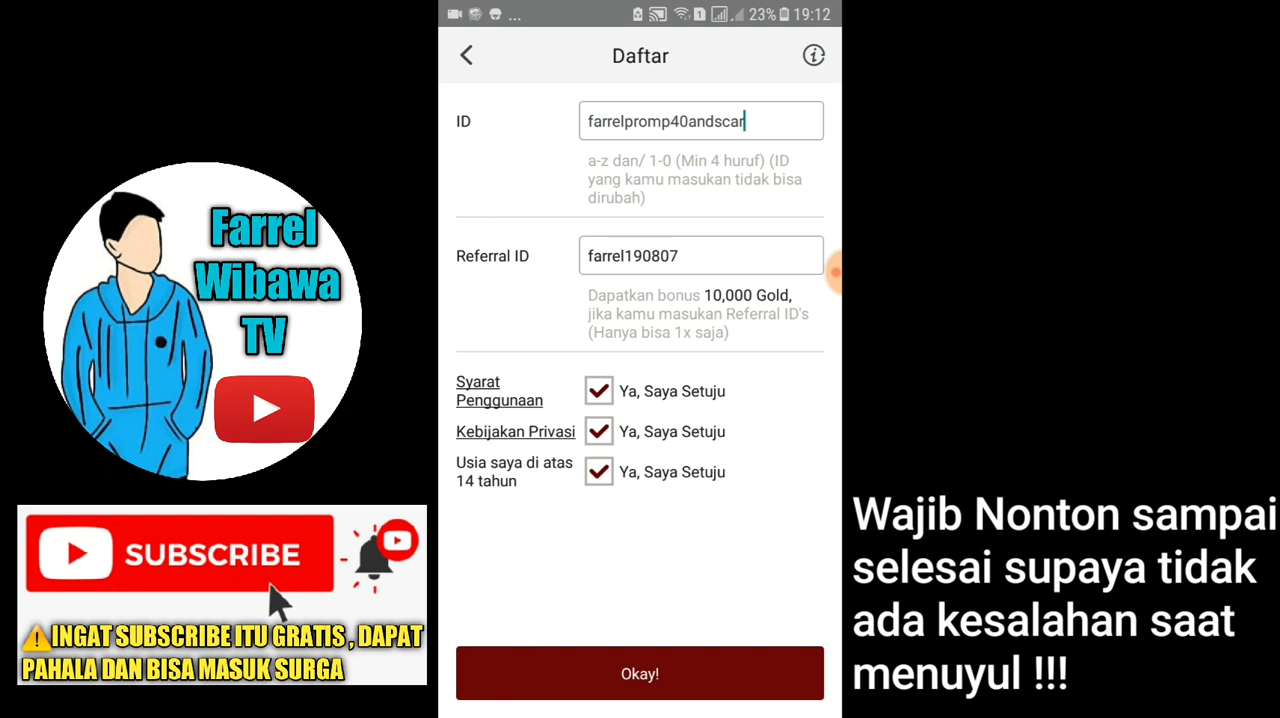 ... 1 23% 19:12
Daftar
ID
farrelpromp40andscar
a-z dan/ 1-0 (Min 4 huruf) (ID
yang kamu masukan tidak bisa
dirubah)
Referral ID
farrel190807
Dapatkan bonus 10,000 Gold,
jika kamu masukan Referral ID's
(Hanya bisa 1x saja)
Syarat
Penggunaan
Ya, Saya Setuju
Kebijakan Privasi
Ya, Saya Setuju
Usia saya di atas
14 tahun
Ya, Saya Setuju
Okay!
Farrel
Wibawa
TV
SUBSCRIBE
⚠️INGAT SUBSCRIBE ITU GRATIS , DAPAT
PAHALA DAN BISA MASUK SURGA
Wajib Nonton sampai
selesai supaya tidak
ada kesalahan saat
menuyul !!!